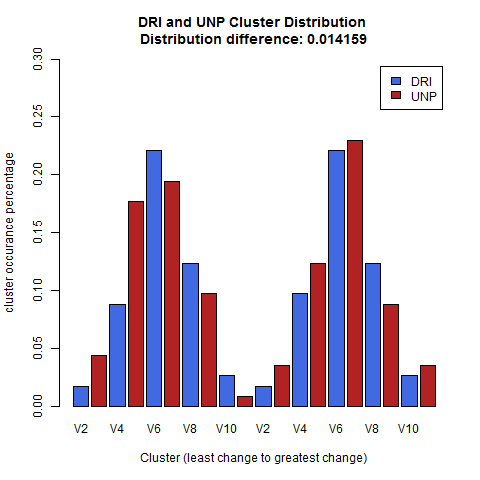 DRI and UNP Cluster Distribution
Distribution difference: 0.014159
DRI
UNP
cluster occurance percentage
0.30
0.25
0.20
0.15
0.10
0.05
0.00
V2 V4 V6 V8 V10 V2 V4 V6 V8 V10
Cluster (least change to greatest change)